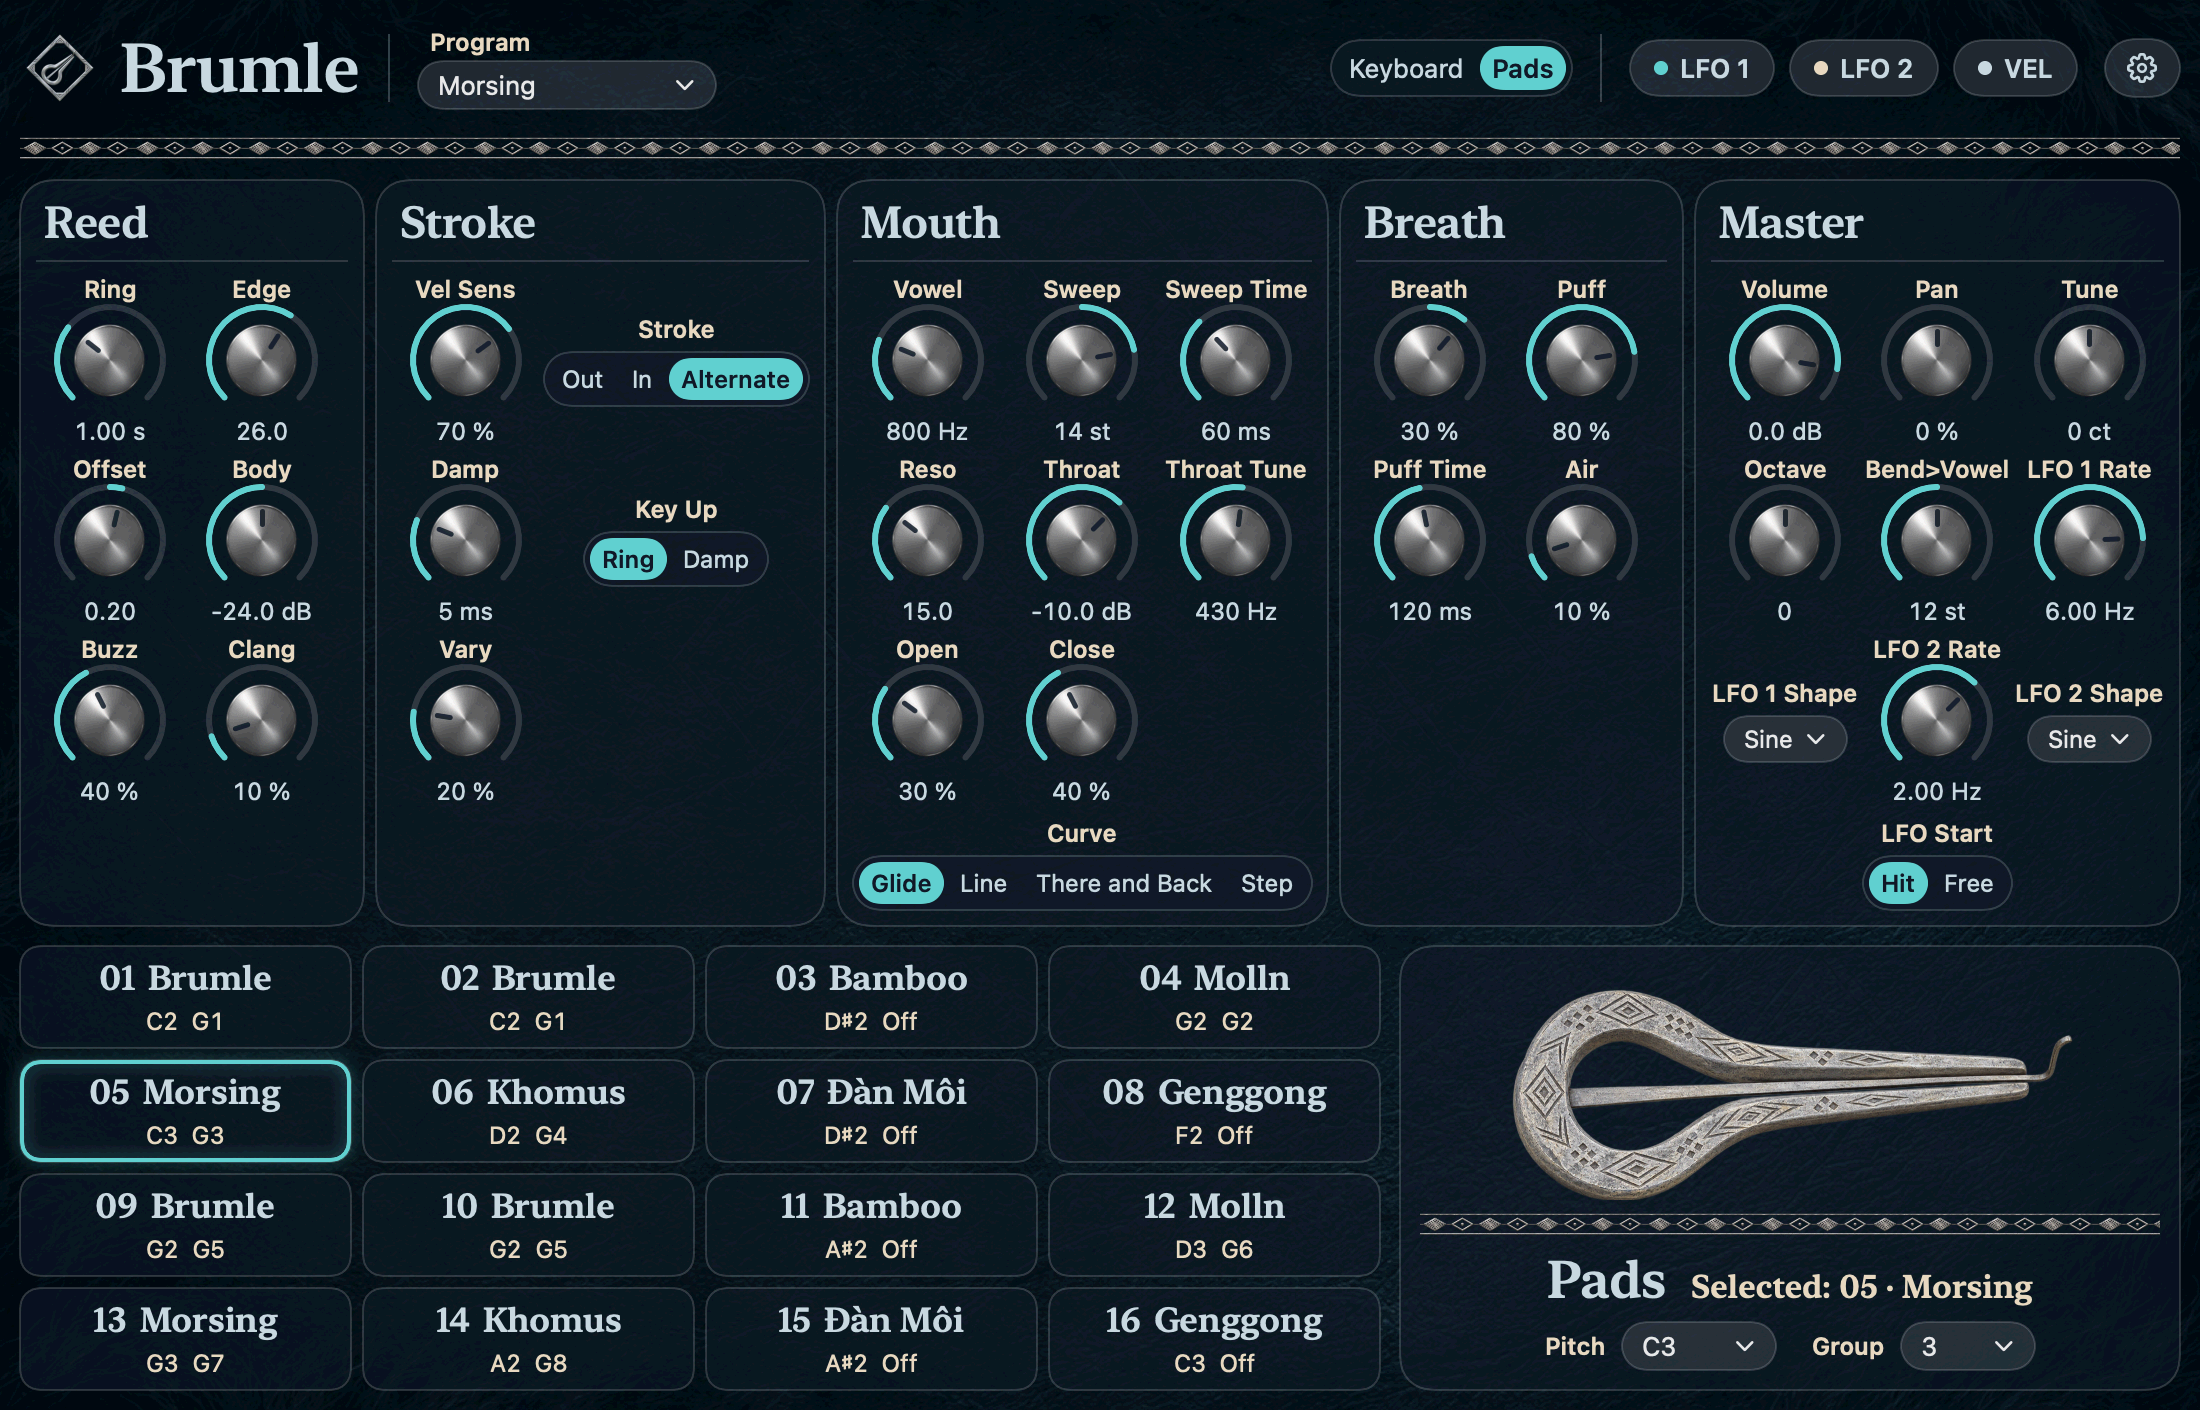 Brumle
Program
Morsing
Keyboard Pads
LFO 1
LFO 2
VEL
Reed
Ring Edge
1.00 s 26.0
Offset Body
0.20 -24.0 dB
Buzz Clang
40 % 10 %
Stroke
Vel Sens
70 %
Stroke
Out In Alternate
Damp
5 ms
Key Up
Ring Damp
Vary
20 %
Mouth
Vowel Sweep Sweep Time
800 Hz 14 st 60 ms
Reso Throat Throat Tune
15.0 -10.0 dB 430 Hz
Open Close
30 % 40 %
Curve
Glide Line There and Back Step
Breath
Breath Puff
30 % 80 %
Puff Time Air
120 ms 10 %
Master
Volume Pan Tune
0.0 dB 0 % 0 ct
Octave Bend>Vowel LFO 1 Rate
0 12 st 6.00 Hz
LFO 1 Shape LFO 2 Rate LFO 2 Shape
Sine 2.00 Hz Sine
LFO Start
Hit Free
01 Brumle
C2 G1
02 Brumle
C2 G1
03 Bamboo
D#2 Off
04 Molln
G2 G2
05 Morsing
C3 G3
06 Khomus
D2 G4
07 Đàn Môi
D#2 Off
08 Genggong
F2 Off
09 Brumle
G2 G5
10 Brumle
G2 G5
11 Bamboo
A#2 Off
12 Molln
D3 G6
13 Morsing
G3 G7
14 Khomus
A2 G8
15 Đàn Môi
A#2 Off
16 Genggong
C3 Off
Pads Selected: 05 · Morsing
Pitch C3 Group 3